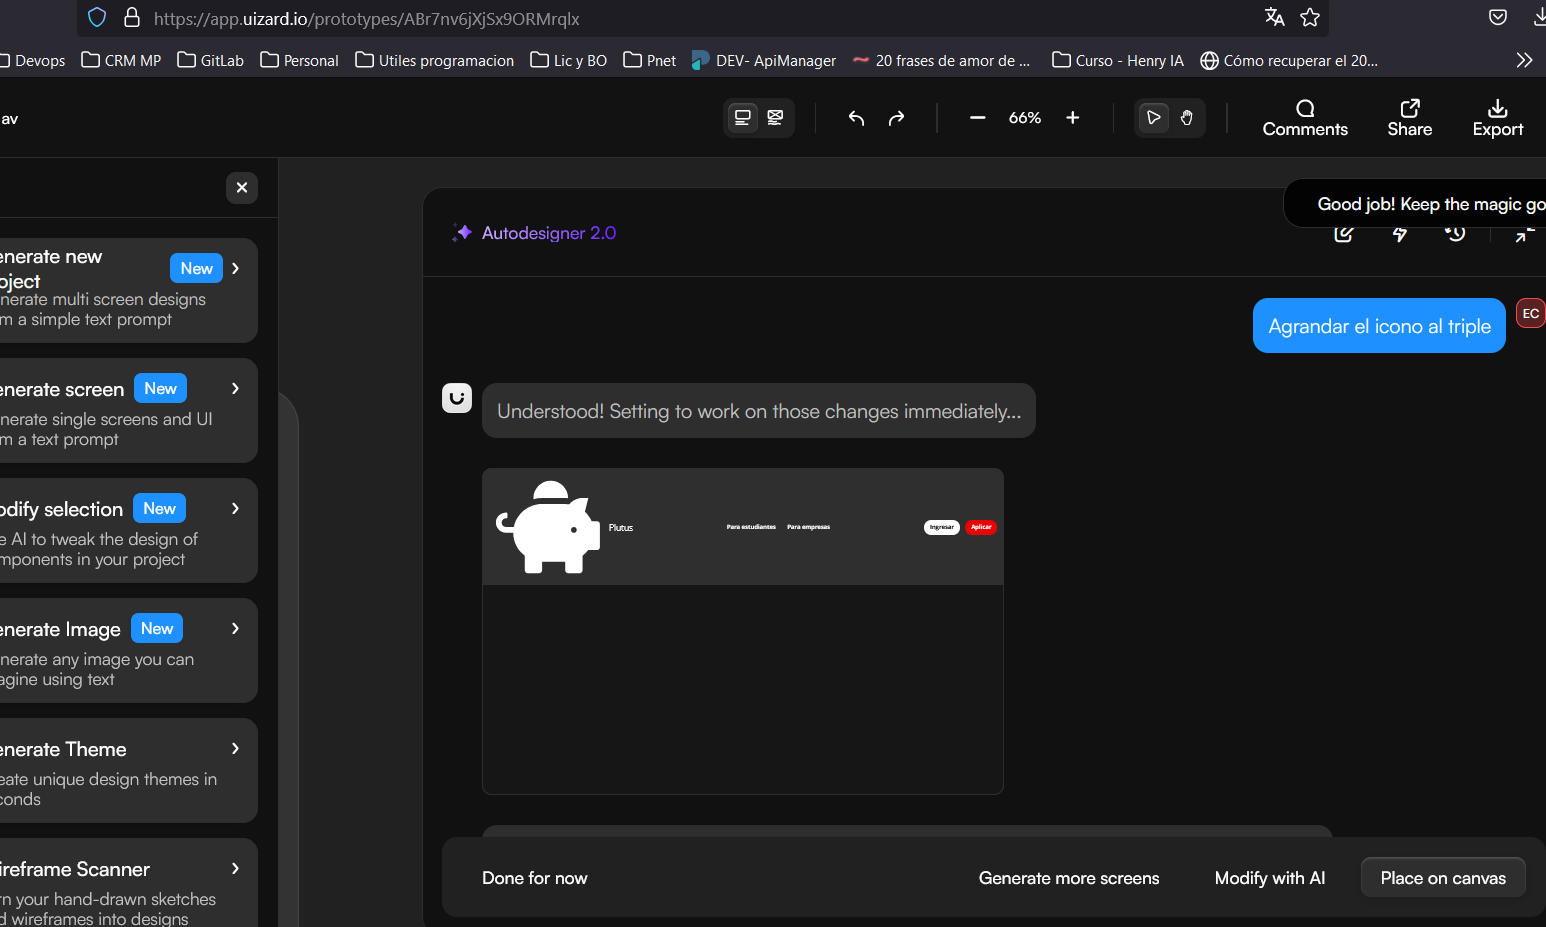 https://app.uizard.io/prototypes/ABr7nv6jXjSx9ORMrqlx
Devops CRM MP GitLab Personal Utiles programacion Lic y BO Pnet DEV- ApiManager 20 frases de amor de ... Curso - Henry IA Cómo recuperar el 20...
av
66%
Comments
Share
Export
Good job! Keep the magic go
Autodesigner 2.0
enerate new
oject
New
nerate multi screen designs
m a simple text prompt
Agrandar el icono al triple
EC
enerate screen New
nerate single screens and UI
m a text prompt
Understood! Setting to work on those changes immediately...
odify selection New
e AI to tweak the design of
mponents in your project
Plutus
Para estudiantes Para empresas
Ingresar Aplicar
enerate Image New
nerate any image you can
agine using text
enerate Theme
eate unique design themes in
conds
ireframe Scanner
rn your hand-drawn sketches
d wireframes into designs
Done for now
Generate more screens
Modify with AI
Place on canvas